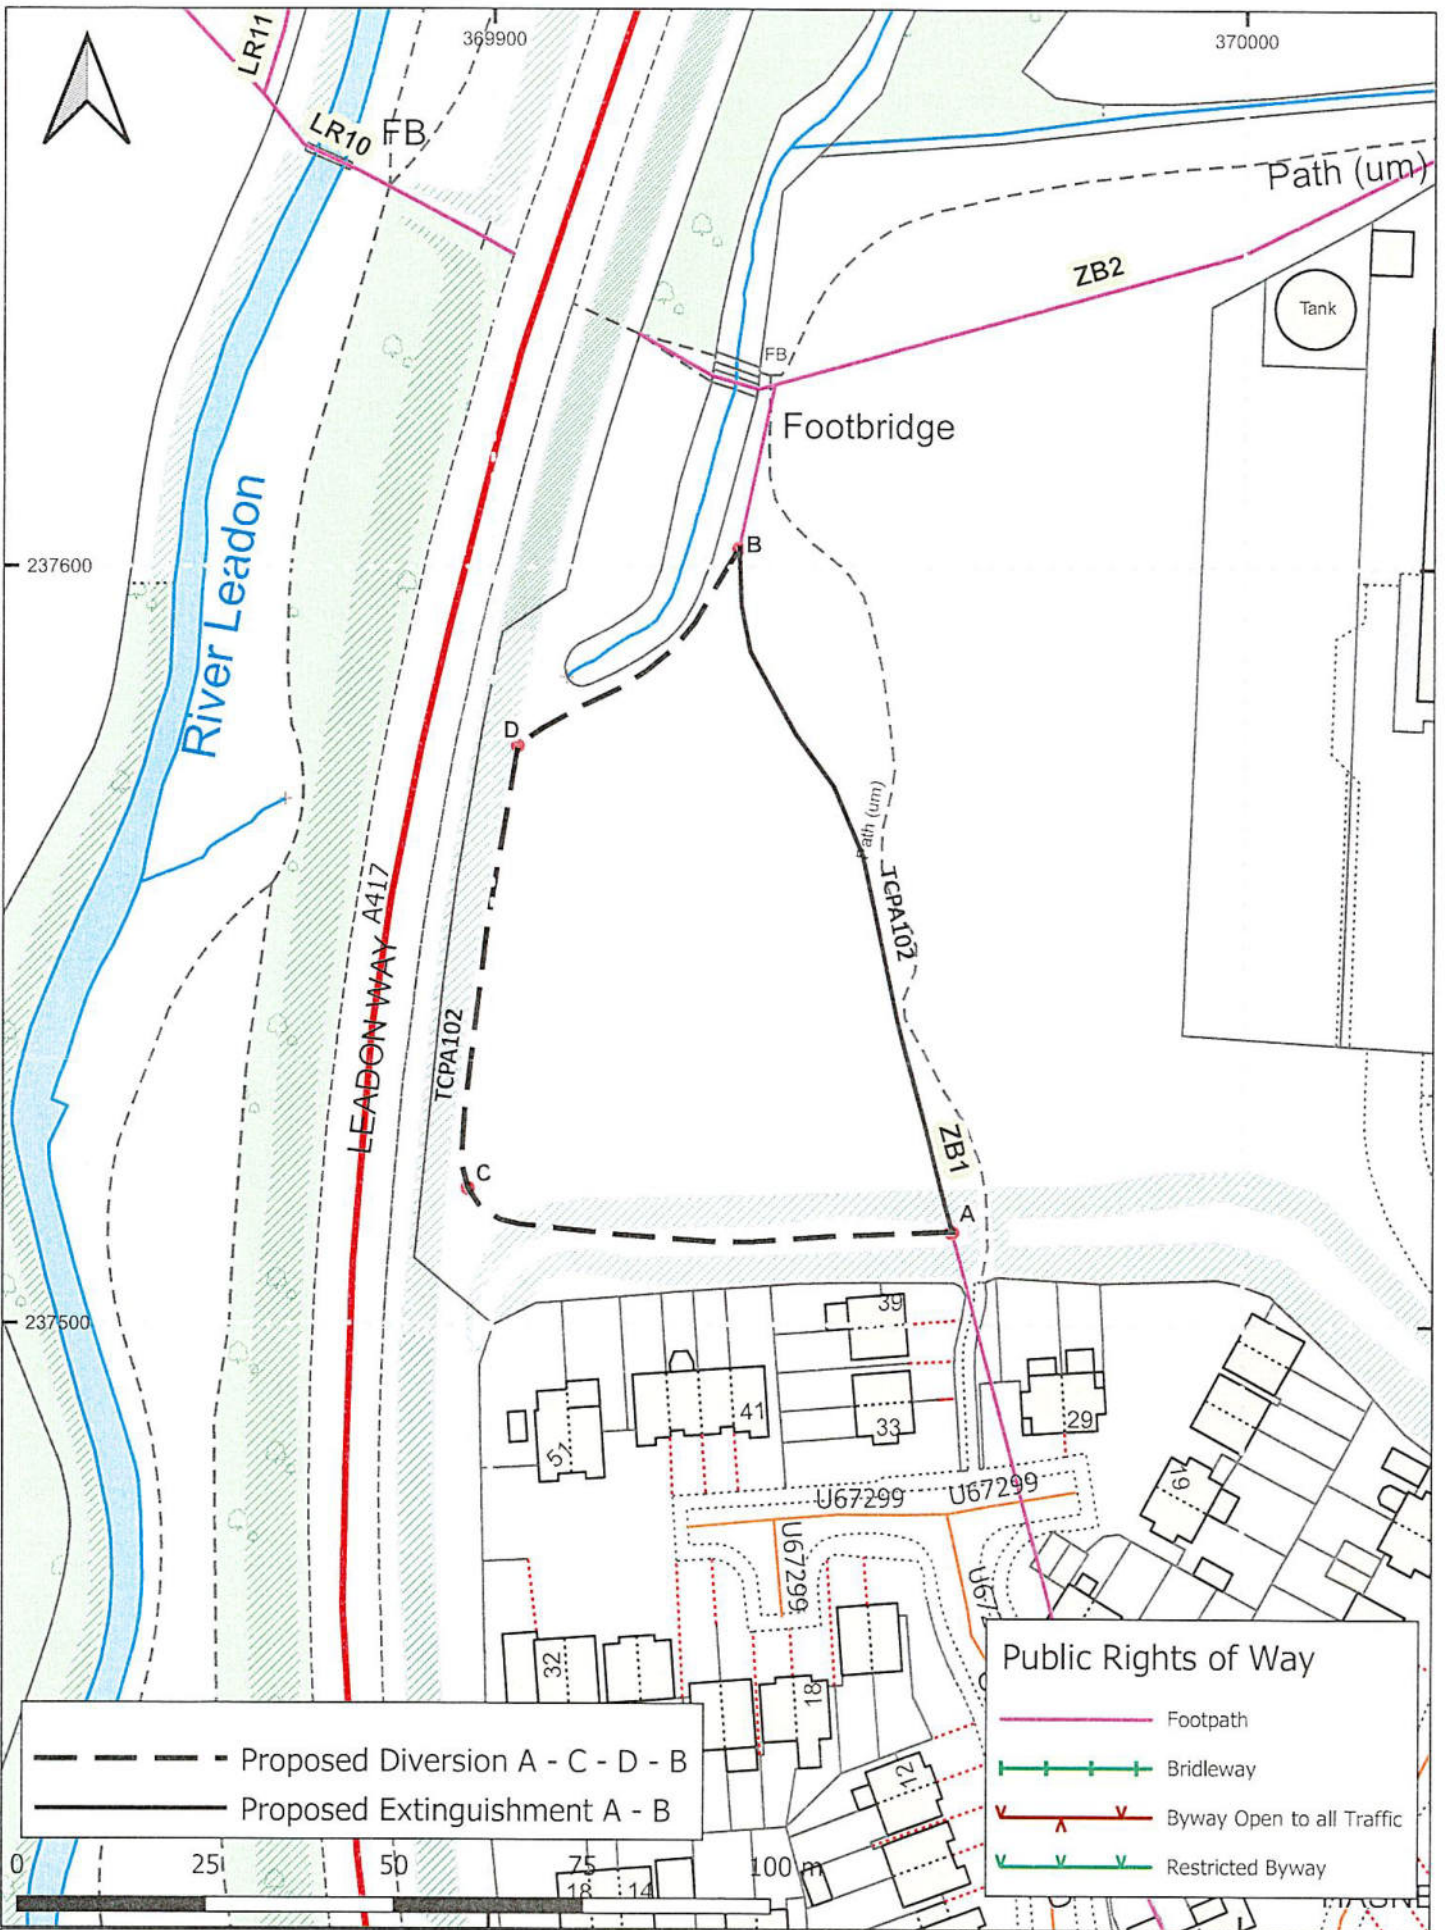 369900
370000
LR11
LR10
FB
Path (um)
ZB2
Tank
FB
Footbridge
237600
B
River Leadon
D
Path (um)
TCPA102
A417
LEADON WAY
TCPA102
ZB1
C
A
237500
39
41
33
29
51
19
U67299
U67299
U67299
U67
32
18
12
Public Rights of Way
Footpath
Bridleway
Byway Open to all Traffic
Restricted Byway
Proposed Diversion A - C - D - B
Proposed Extinguishment A - B
0 25 50 75 100 m
18 14